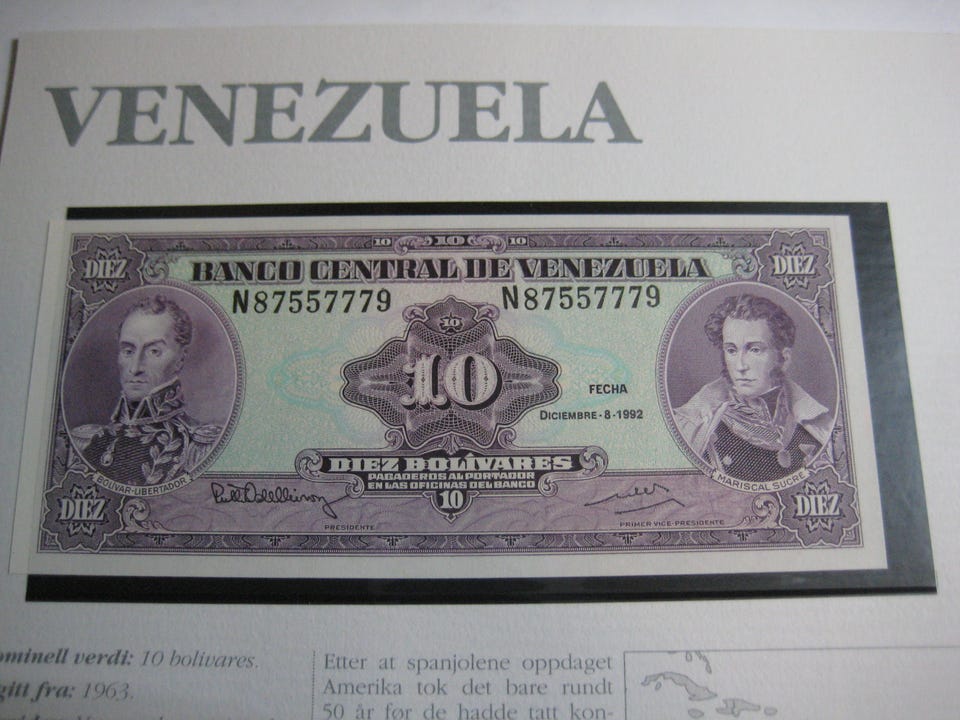 VENEZUELA
10 10 10
DIEZ DIEZ
BANCO CENTRAL DE VENEZUELA
N87557779 N87557779
10
10
FECHA
DICIEMBRE-8-1992
BOLÍVAR-LIBERTADOR
MARISCAL SUCRE
DIEZ BOLÍVARES
PAGADEROS AL PORTADOR
EN LAS OFICINAS DEL BANCO
DIEZ 10 DIEZ
PRESIDENTE
PRIMER VICE-PRESIDENTE
ominell verdi: 10 bolivares.
gitt fra: 1963.
Etter at spanjolene oppdaget
Amerika tok det bare rundt
50 år før de hadde tatt kon-